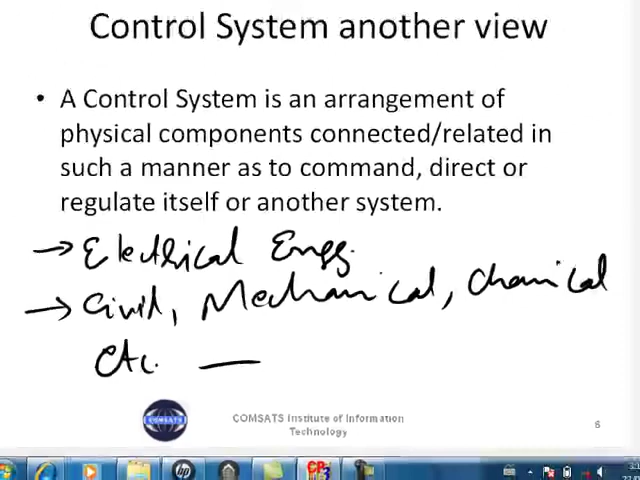 Control System another view
• A Control System is an arrangement of
physical components connected/related in
such a manner as to command, direct or
regulate itself or another system.
→ Electrical Engg.
→ Civil, Mechanical, Chemical
etc. —
COMSATS Institute of Information
Technology
6